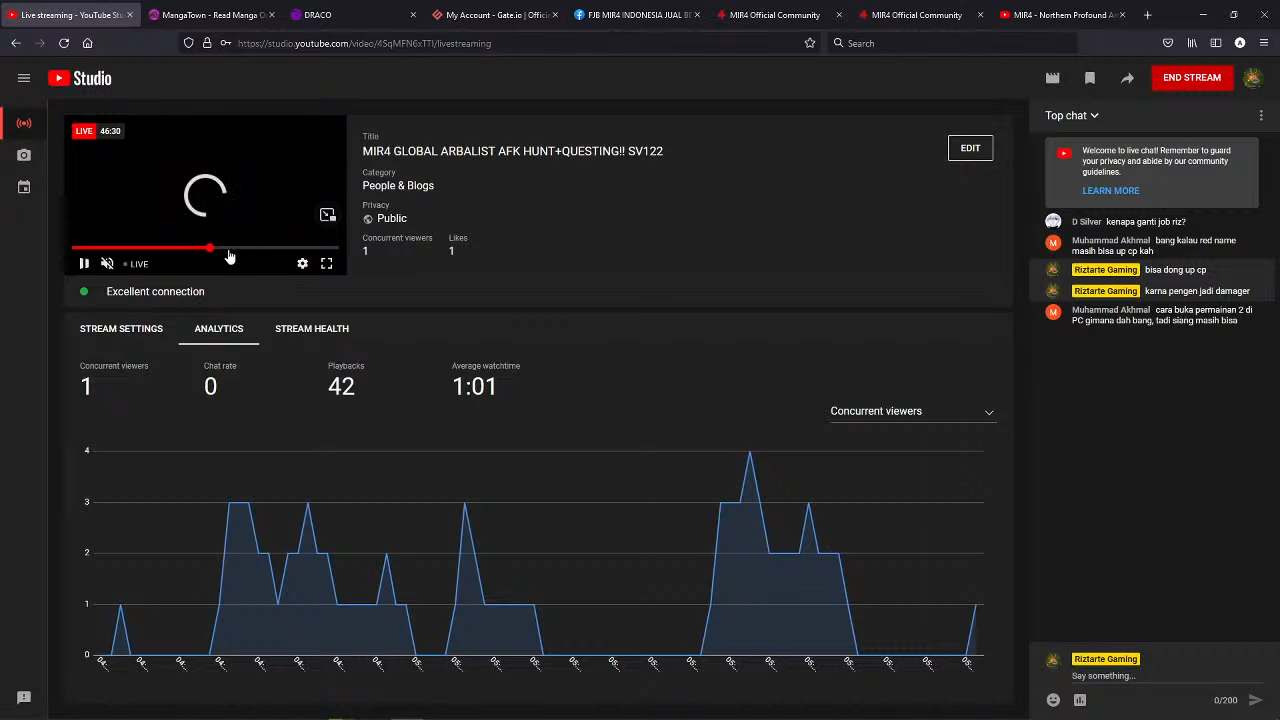 Live streaming - YouTube Stu
MangaTown - Read Manga O
DRACO
My Account - Gate.io | Offici
FJB MIR4 INDONESIA JUAL B
MIR4 Official Community
MIR4 Official Community
MIR4 - Northern Profound A
https://studio.youtube.com/video/4SqMFN6xTTI/livestreaming
Search
Studio
END STREAM
LIVE 46:30
LIVE
Title
MIR4 GLOBAL ARBALIST AFK HUNT+QUESTING!! SV122
EDIT
Category
People & Blogs
Privacy
Public
Concurrent viewers
Likes
1
1
Excellent connection
STREAM SETTINGS
ANALYTICS
STREAM HEALTH
Concurrent viewers
Chat rate
Playbacks
Average watchtime
1
0
42
1:01
Concurrent viewers
4
3
2
1
0
Top chat
Welcome to live chat! Remember to guard
your privacy and abide by our community
guidelines.
LEARN MORE
D Silver kenapa ganti job riz?
Muhammad Akhmal bang kalau red name
masih bisa up cp kah
Riztarte Gaming bisa dong up cp
Riztarte Gaming karna pengen jadi damager
Muhammad Akhmal cara buka permainan 2 di
PC gimana dah bang, tadi siang masih bisa
Riztarte Gaming
Say something...
0/200